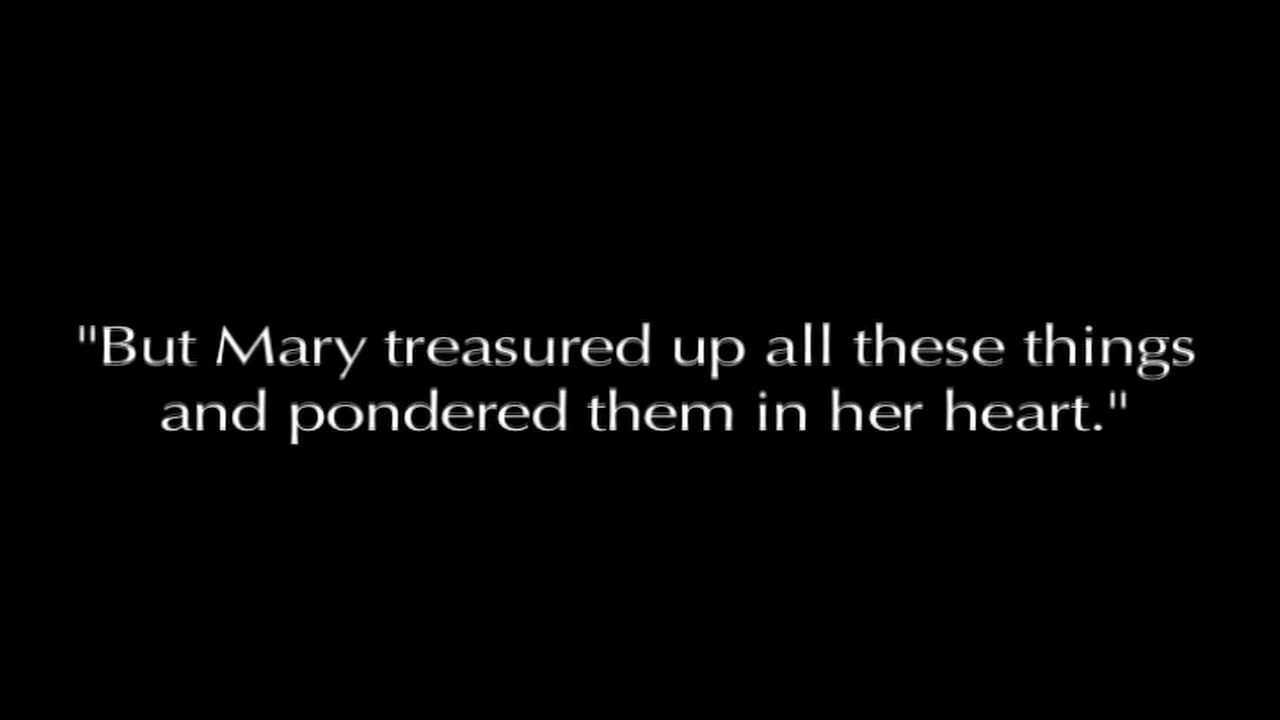 "But Mary treasured up all these things
and pondered them in her heart."